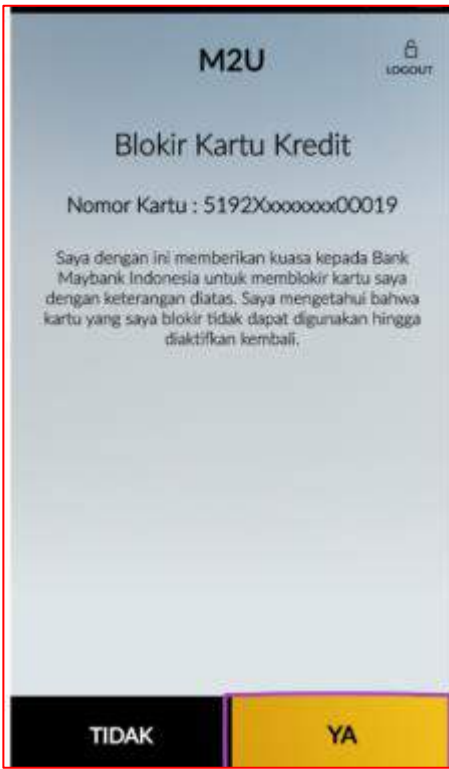 M2U
LOGOUT
Blokir Kartu Kredit
Nomor Kartu : 5192Xxxxxxxx00019
Saya dengan ini memberikan kuasa kepada Bank
Maybank Indonesia untuk memblokir kartu saya
dengan keterangan diatas. Saya mengetahui bahwa
kartu yang saya blokir tidak dapat digunakan hingga
diaktifkan kembali.
TIDAK
YA